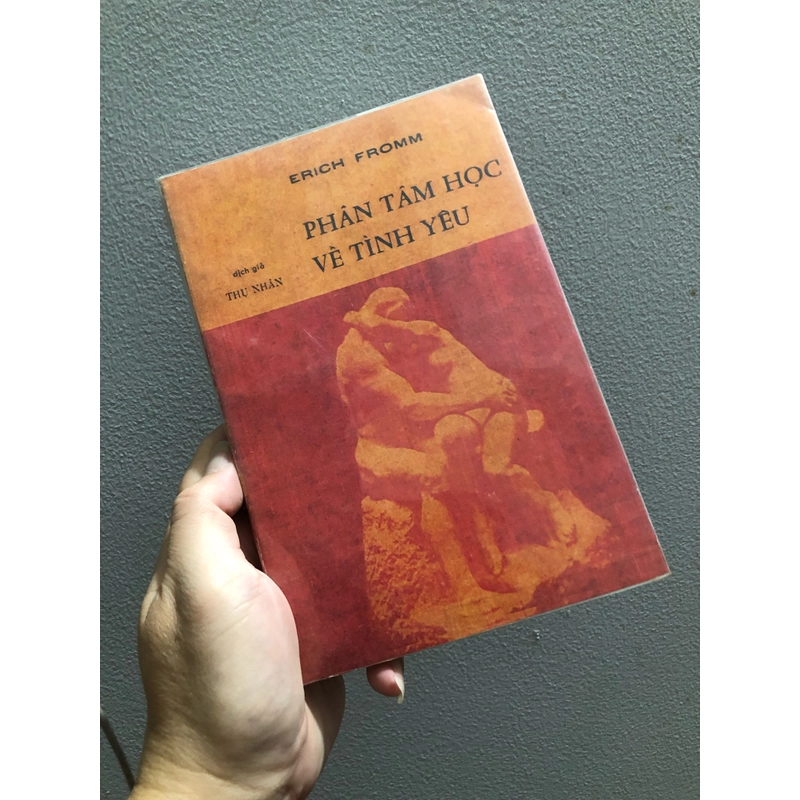 ERICH FROMM
PHÂN TÂM HỌC
VỀ TÌNH YÊU
dịch giả
THỤ NHÂN